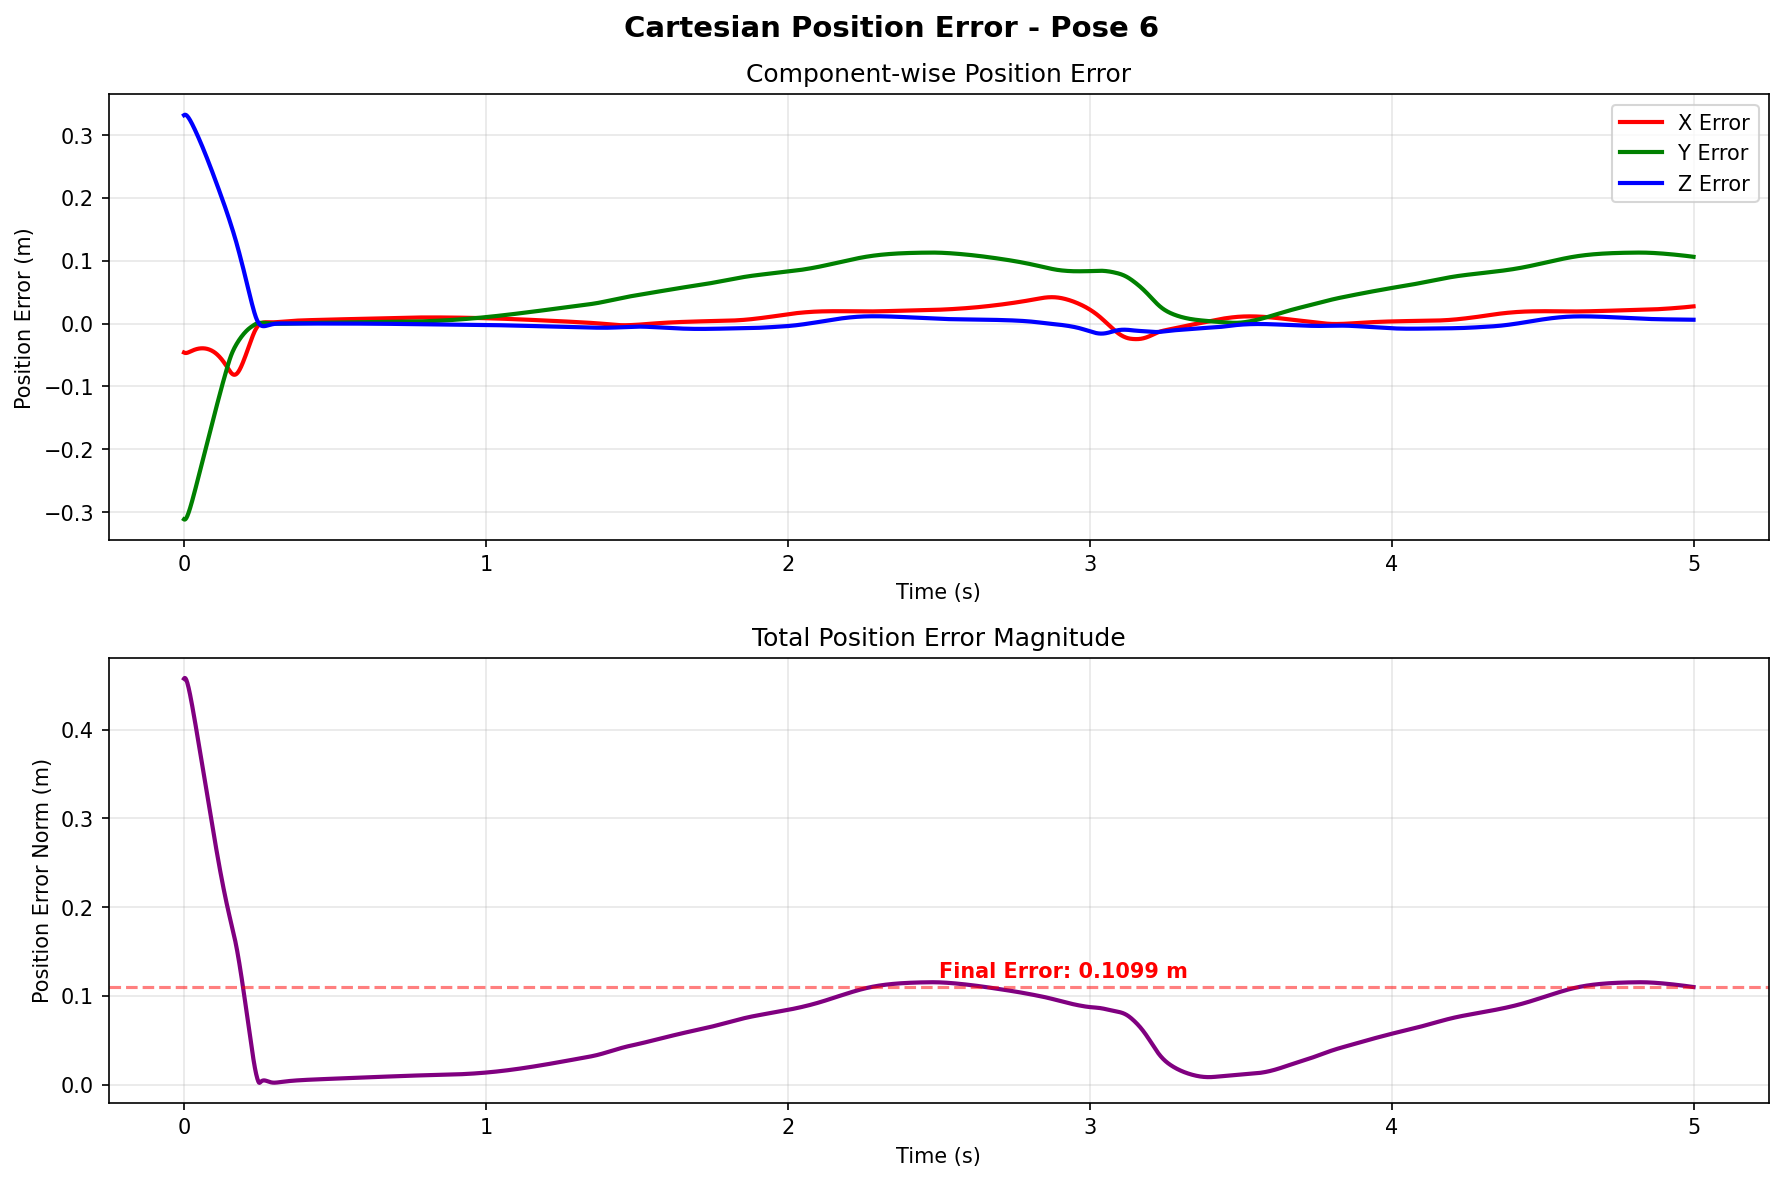 Cartesian Position Error - Pose 6
Component-wise Position Error
Position Error (m)
0.3
0.2
0.1
0.0
−0.1
−0.2
−0.3
X Error
Y Error
Z Error
0 1 2 3 4 5
Time (s)
Total Position Error Magnitude
Position Error Norm (m)
0.4
0.3
0.2
0.1
0.0
Final Error: 0.1099 m
0 1 2 3 4 5
Time (s)